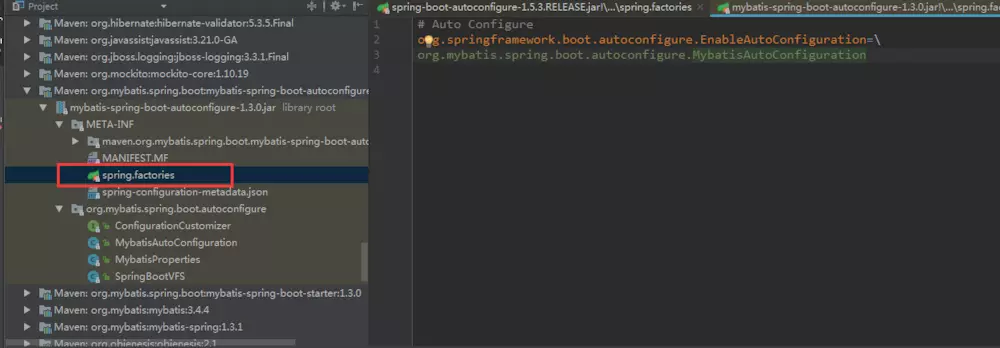 Project
Maven: org.hibernate:hibernate-validator:5.3.5.Final
Maven: org.javassist:javassist:3.21.0-GA
Maven: org.jboss.logging:jboss-logging:3.3.1.Final
Maven: org.mockito:mockito-core:1.10.19
Maven: org.mybatis.spring.boot:mybatis-spring-boot-autoconfigure
mybatis-spring-boot-autoconfigure-1.3.0.jar library root
META-INF
maven.org.mybatis.spring.boot.mybatis-spring-boot-aut
MANIFEST.MF
spring.factories
spring-configuration-metadata.json
org.mybatis.spring.boot.autoconfigure
ConfigurationCustomizer
MybatisAutoConfiguration
MybatisProperties
SpringBootVFS
Maven: org.mybatis.spring.boot:mybatis-spring-boot-starter:1.3.0
Maven: org.mybatis:mybatis:3.4.4
Maven: org.mybatis:mybatis-spring:1.3.1
Maven: org.objenesis:objenesis:2.1
spring-boot-autoconfigure-1.5.3.RELEASE.jar!\...\spring.factories
mybatis-spring-boot-autoconfigure-1.3.0.jar!\...\spring.fa
1 # Auto Configure
2 org.springframework.boot.autoconfigure.EnableAutoConfiguration=\
3 org.mybatis.spring.boot.autoconfigure.MybatisAutoConfiguration
4